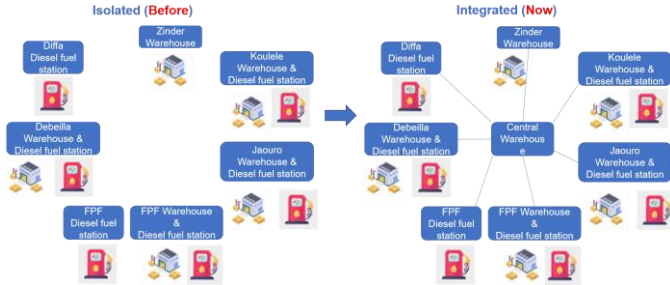 Isolated (Before)
Zinder
Warehouse
Diffa
Diesel fuel
station
Koulele
Warehouse &
Diesel fuel station
Debeilla
Warehouse &
Diesel fuel station
Jaouro
Warehouse &
Diesel fuel station
FPF
Diesel fuel
station
FPF Warehouse
&
Diesel fuel station
Integrated (Now)
Zinder
Warehouse
Diffa
Diesel fuel
station
Koulele
Warehouse &
Diesel fuel station
Debeilla
Warehouse &
Diesel fuel station
Central
Warehous
e
Jaouro
Warehouse &
Diesel fuel station
FPF
Diesel fuel
station
FPF Warehouse
&
Diesel fuel station